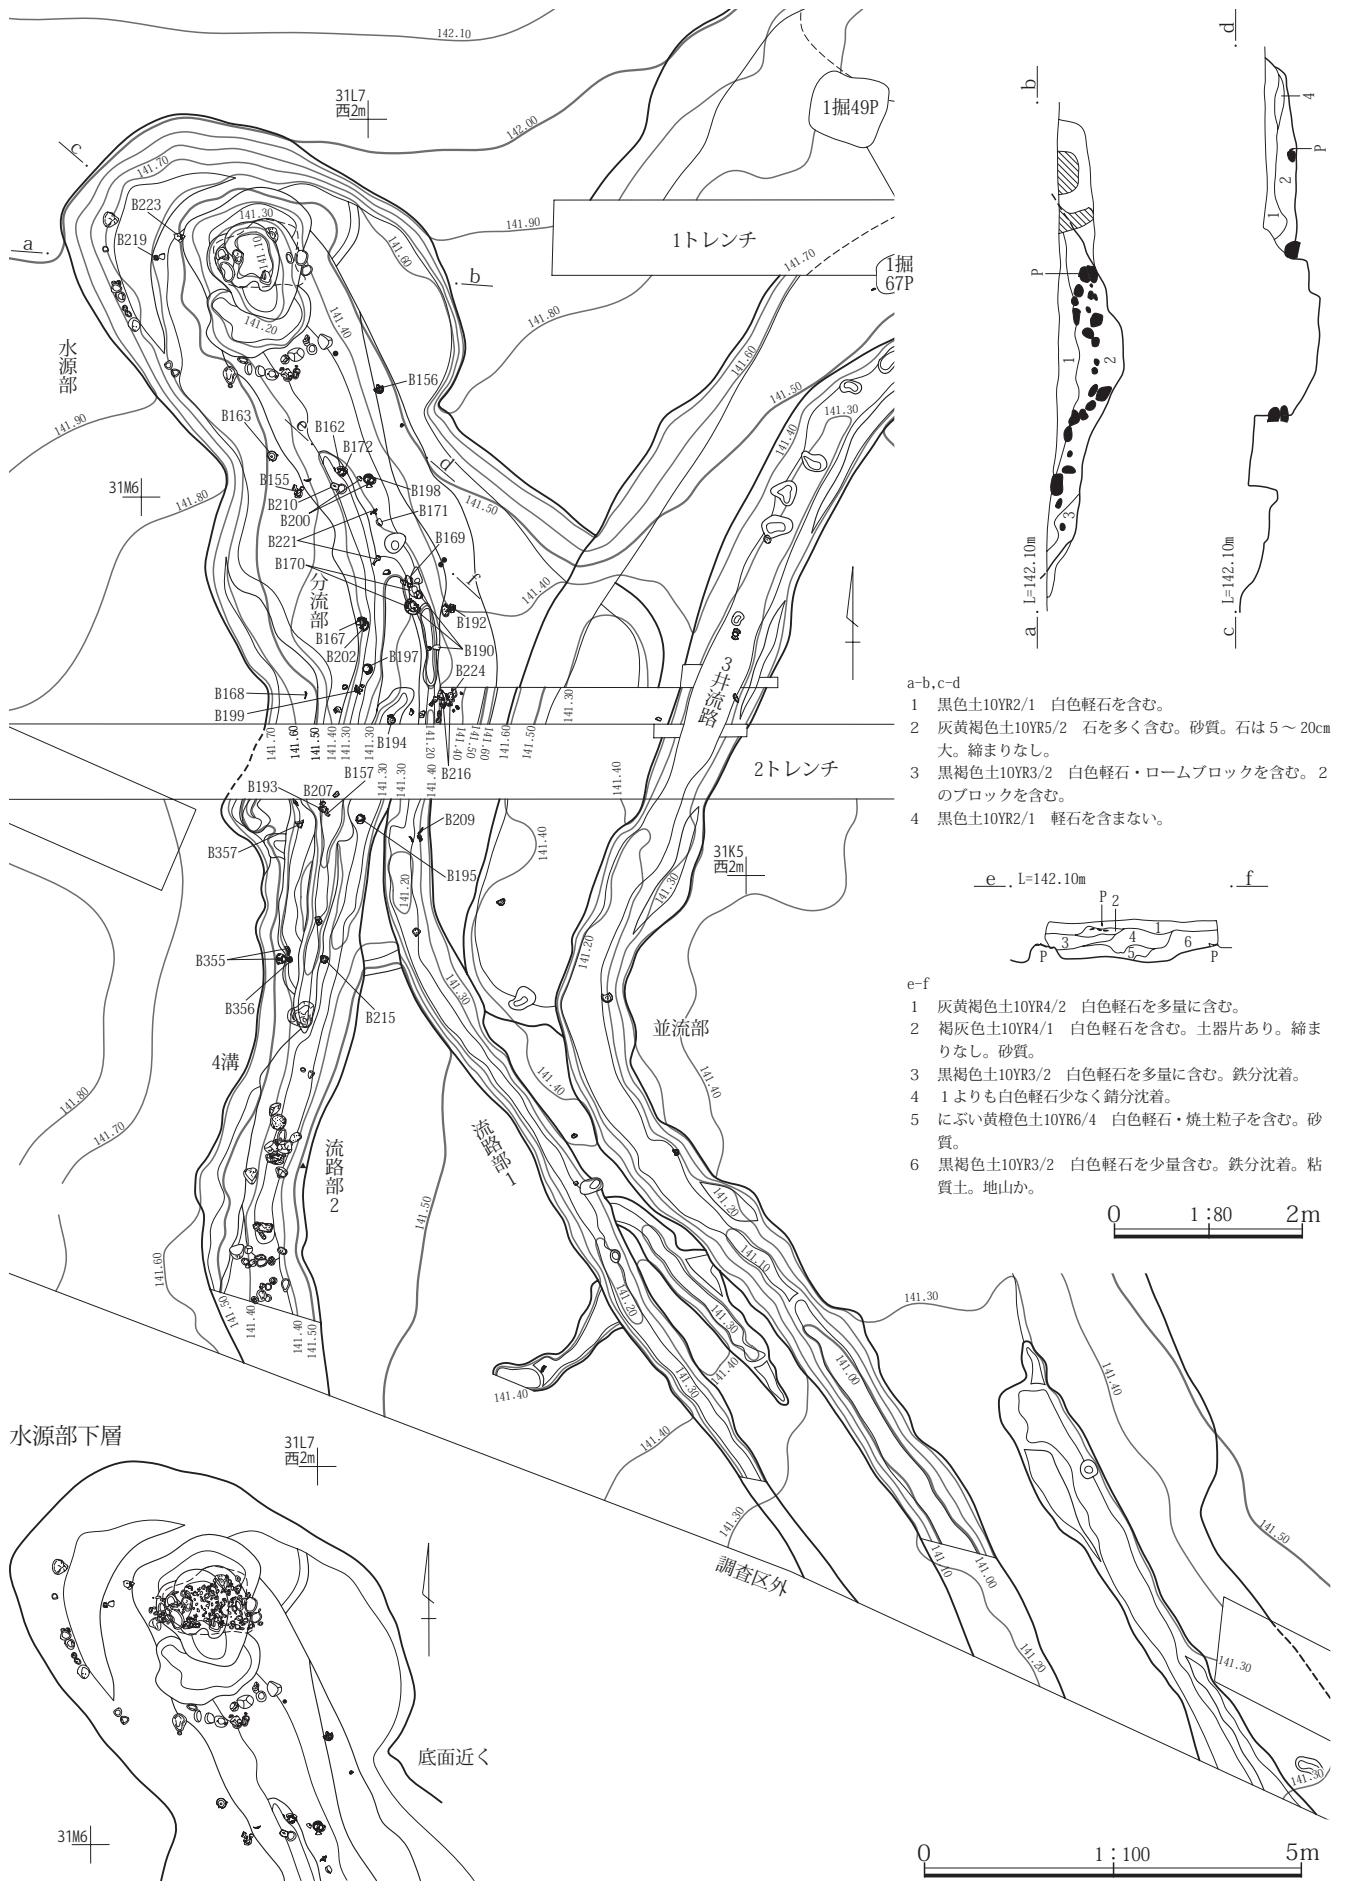 142.10
31L7
西2m
142.00
1掘49P
c
141.70
B223
B219
141.30
141.10
a
b
141.60
141.90
1トレンチ
141.70
1掘
67P
141.20
141.40
141.80
水源部
141.60
141.50
B156
141.90
B163
B162
B172
e
d
141.30
141.40
31M6
141.80
B155
B210
B200
B198
B171
141.50
B221
B170
B169
分流部
f
141.40
B167
B202
B192
B197
B190
B224
3井流路
B168
B199
B194
141.70
141.60
141.50
141.40
141.30
141.30
141.20
141.40
141.50
141.60
141.60
141.50
141.30
B216
B157
141.30
141.30
141.40
141.40
2トレンチ
B193
B207
B209
B357
B195
141.20
141.40
141.30
31K5
西2m
141.20
B355
B356
B215
141.30
4溝
並流部
141.80
141.70
141.40
141.40
流路部1
流路部2
141.50
141.20
141.10
141.60
141.50
141.40
141.40
141.50
141.20
141.30
141.30
141.00
141.40
141.30
141.40
141.40
141.40
141.30
141.50
調査区外
141.10
141.00
141.20
141.30
141.30
水源部下層
31L7
西2m
底面近く
31M6
b
P
1
2
3
a
L=142.10m
d
4
P
2
1
c
L=142.10m
a-b,c-d
1　黒色土10YR2/1　白色軽石を含む。
2　灰黄褐色土10YR5/2　石を多く含む。砂質。石は5～20cm
大。締まりなし。
3　黒褐色土10YR3/2　白色軽石・ロームブロックを含む。2
のブロックを含む。
4　黒色土10YR2/1　軽石を含まない。
e　L=142.10m　f
P 2
1
3 4 6
P 5 P
e-f
1　灰黄褐色土10YR4/2　白色軽石を多量に含む。
2　褐灰色土10YR4/1　白色軽石を含む。土器片あり。締ま
りなし。砂質。
3　黒褐色土10YR3/2　白色軽石を多量に含む。鉄分沈着。
4　1よりも白色軽石少なく錆分沈着。
5　にぶい黄橙色土10YR6/4　白色軽石・焼土粒子を含む。砂
質。
6　黒褐色土10YR3/2　白色軽石を少量含む。鉄分沈着。粘
質土。地山か。
0　1：80　2m
0　1：100　5m